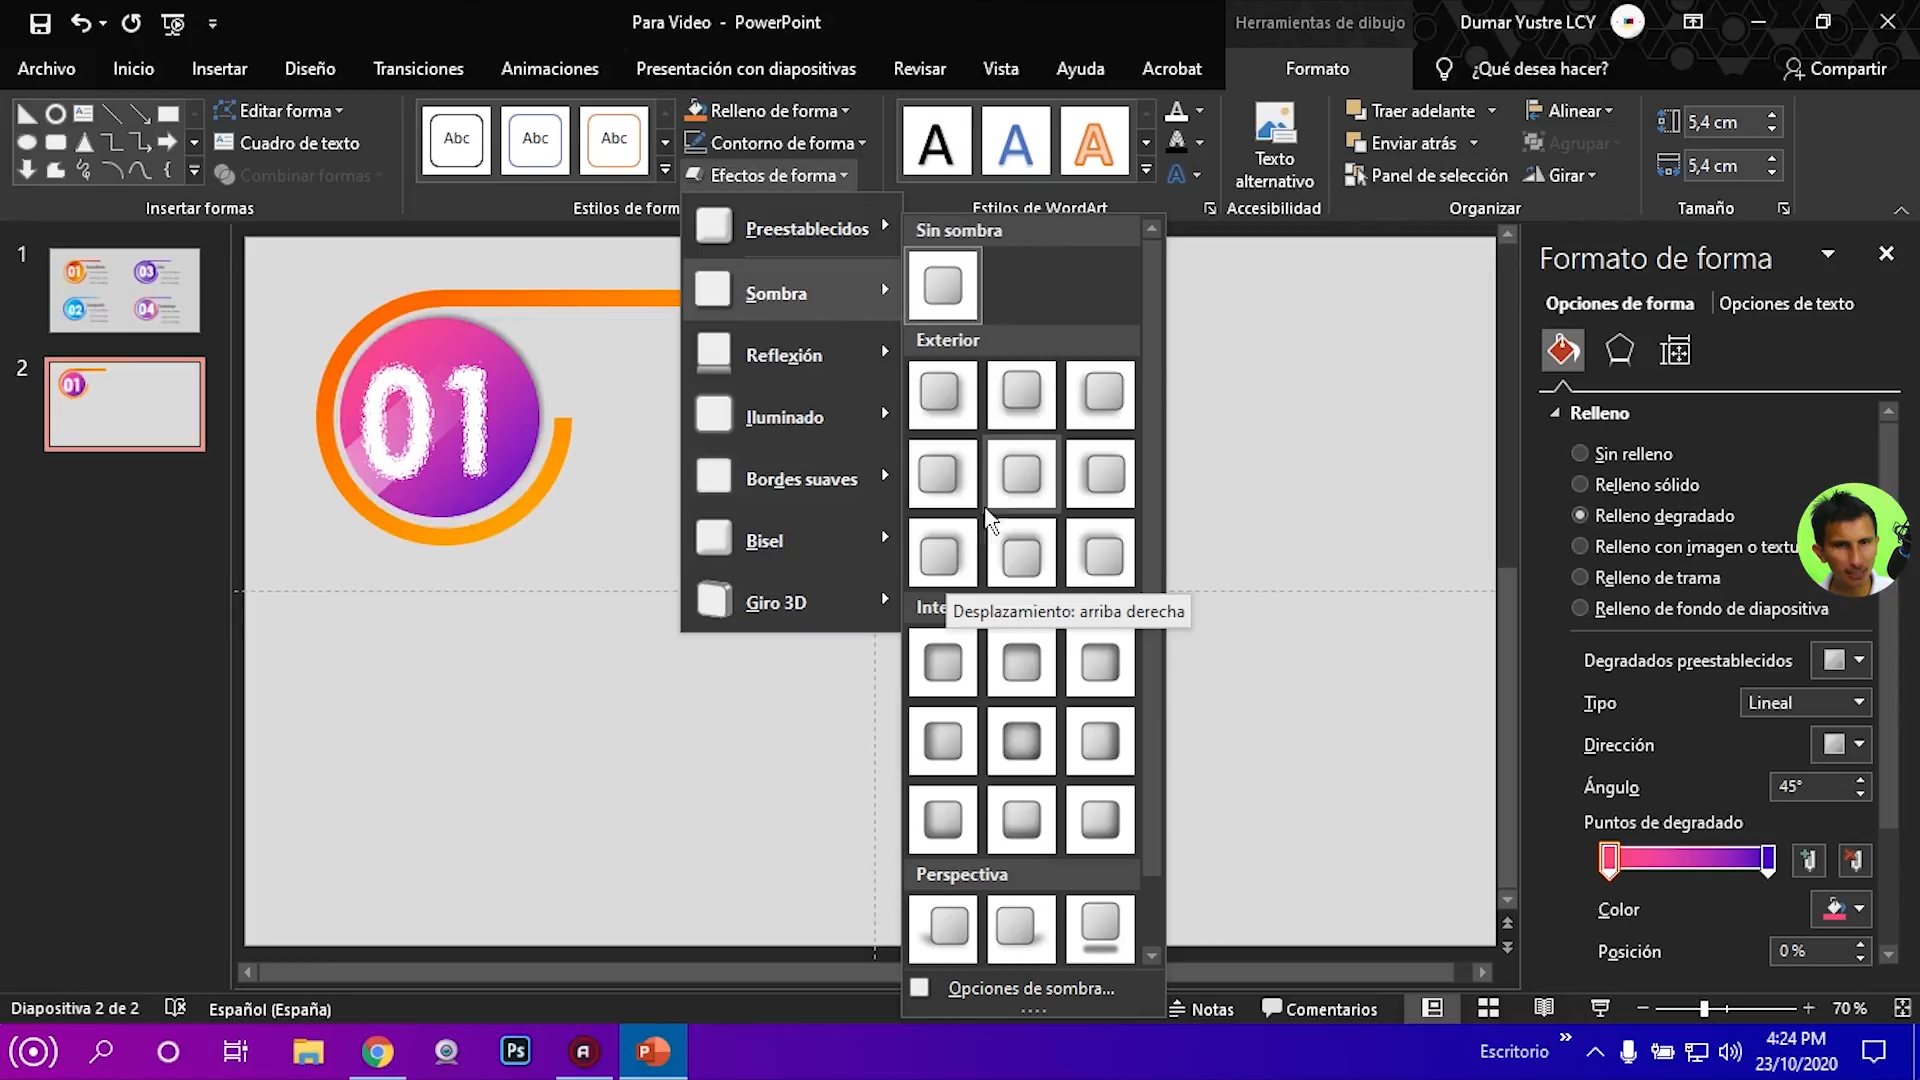 Para Video - PowerPoint
Herramientas de dibujo
Dumar Yustre LCY
Archivo
Inicio
Insertar
Diseño
Transiciones
Animaciones
Presentación con diapositivas
Revisar
Vista
Ayuda
Acrobat
Formato
¿Qué desea hacer?
Compartir
Editar forma
Cuadro de texto
Combinar formas
Insertar formas
Abc
Abc
Abc
Relleno de forma
Contorno de forma
Efectos de forma
Estilos de form
A
A
A
Estilos de WordArt
Texto
alternativo
Accesibilidad
Traer adelante
Enviar atrás
Panel de selección
Alinear
Agrupar
Girar
Organizar
5,4 cm
5,4 cm
Tamaño
1
01
03
02
04
2
01
01
Preestablecidos
Sombra
Reflexión
Iluminado
Bordes suaves
Bisel
Giro 3D
Sin sombra
Exterior
Inte
Desplazamiento: arriba derecha
Perspectiva
Opciones de sombra...
Formato de forma
Opciones de forma
Opciones de texto
Relleno
Sin relleno
Relleno sólido
Relleno degradado
Relleno con imagen o textu
Relleno de trama
Relleno de fondo de diapositiva
Degradados preestablecidos
Tipo
Lineal
Dirección
Ángulo
45°
Puntos de degradado
Color
Posición
0 %
Diapositiva 2 de 2
Español (España)
Notas
Comentarios
70 %
Ps
Escritorio
4:24 PM
23/10/2020